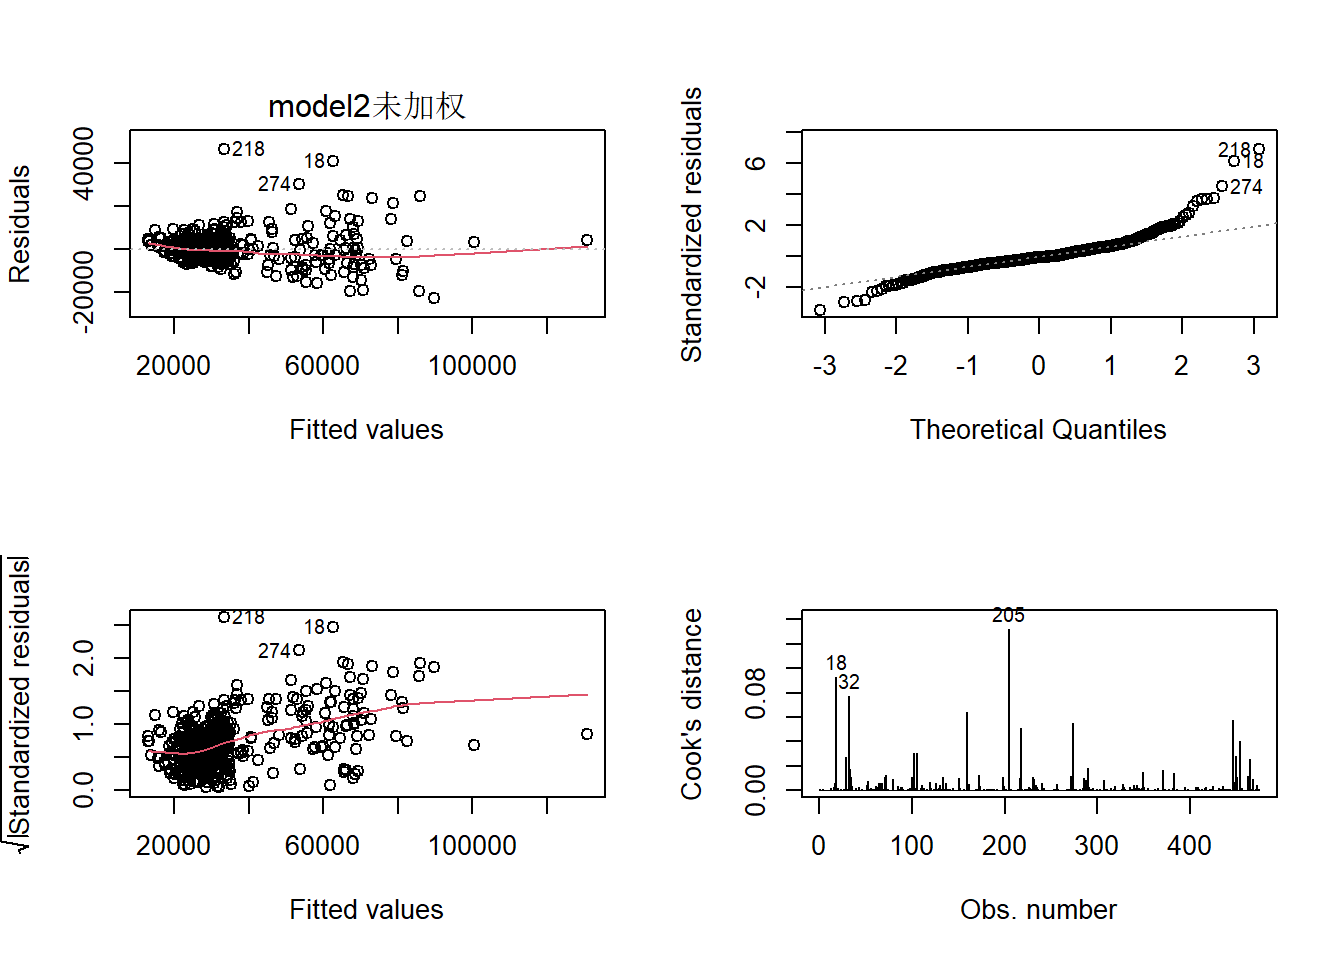 model2未加权
Residuals
40000
-20000
218
18
274
20000 60000 100000
Fitted values
Standardized residuals
6
2
-2
218
18
274
-3 -2 -1 0 1 2 3
Theoretical Quantiles
√|Standardized residuals|
2.0
1.0
0.0
218
18
274
20000 60000 100000
Fitted values
Cook's distance
0.08
0.00
205
18
32
0 100 200 300 400
Obs. number